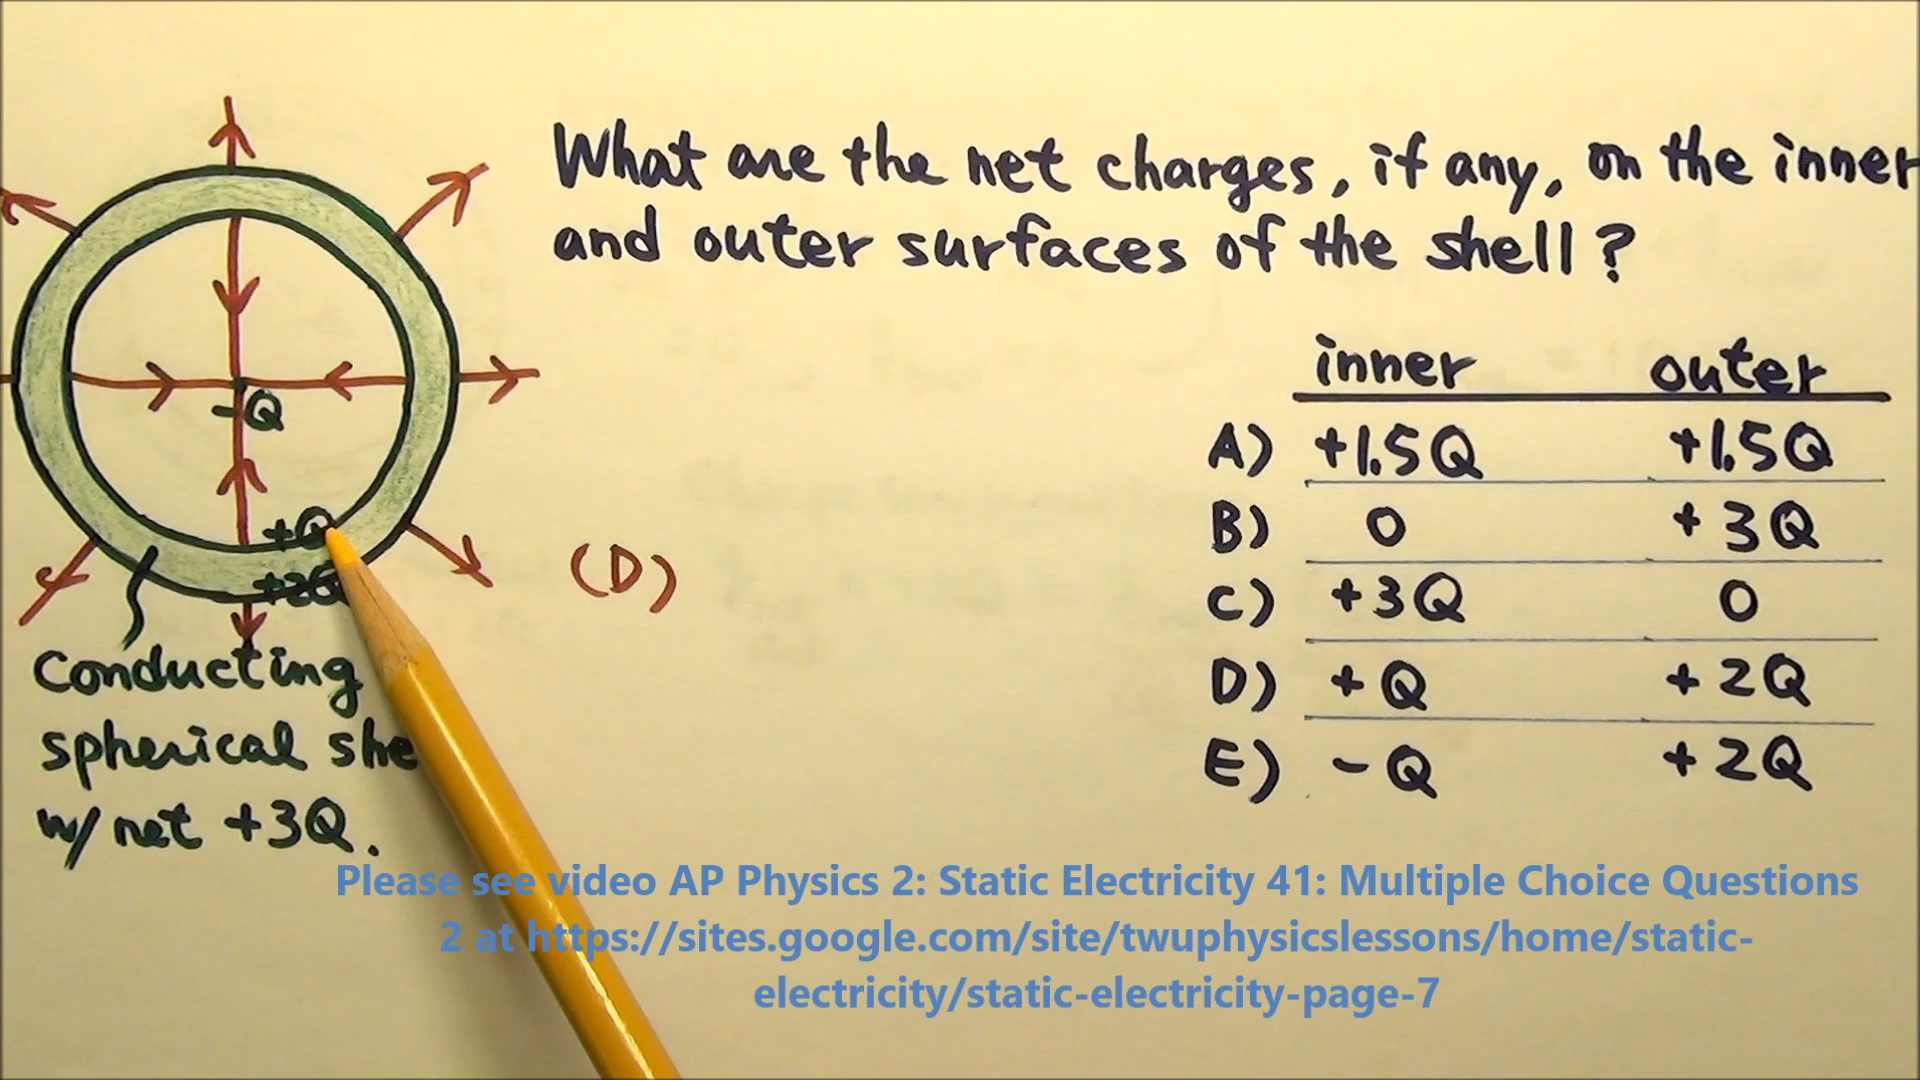 What are the net charges, if any, on the inner
and outer surfaces of the shell?
inner outer
A) +1.5Q +1.5Q
B) 0 +3Q
C) +3Q 0
D) +Q +2Q
E) -Q +2Q
-Q
+Q
+2Q
(D)
Conducting
spherical she
w/ net +3Q.
Please see video AP Physics 2: Static Electricity 41: Multiple Choice Questions
2 at https://sites.google.com/site/twuphysicslessons/home/static-
electricity/static-electricity-page-7